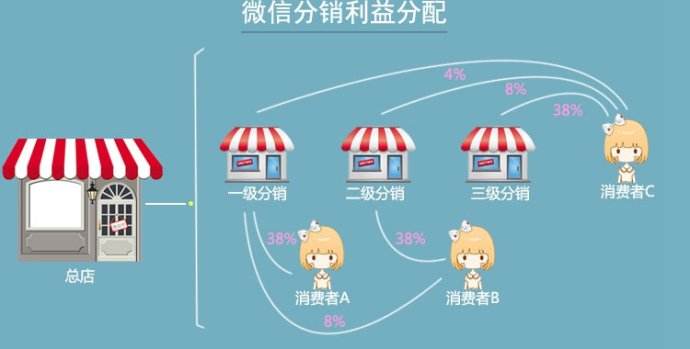 微信分销利益分配
4%
8%
38%
一级分销
二级分销
三级分销
消费者C
38%
38%
总店
消费者A
消费者B
8%